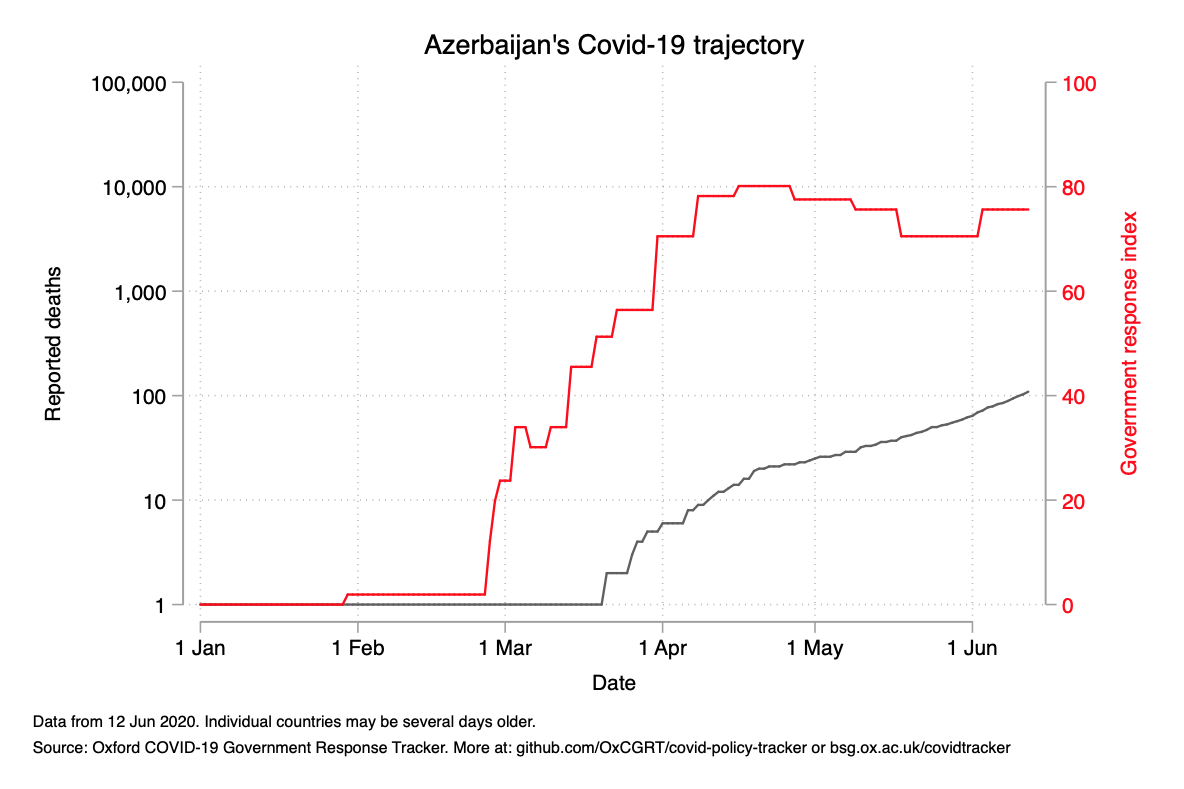 Azerbaijan's Covid-19 trajectory
100,000
10,000
1,000
100
10
1
Reported deaths
100
80
60
40
20
0
Government response index
1 Jan
1 Feb
1 Mar
1 Apr
1 May
1 Jun
Date
Data from 12 Jun 2020. Individual countries may be several days older.
Source: Oxford COVID-19 Government Response Tracker. More at: github.com/OxCGRT/covid-policy-tracker or bsg.ox.ac.uk/covidtracker